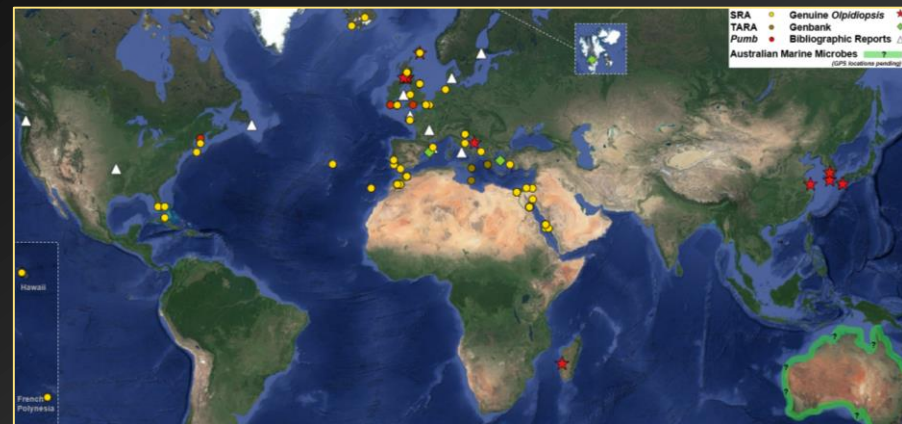 SRA Genuine Olpidiopsis
TARA Genbank
Pumb Bibliographic Reports
Australian Marine Microbes ?
(GPS locations pending)
Hawaii
French
Polynesia
? ?
?
?
?
?
?